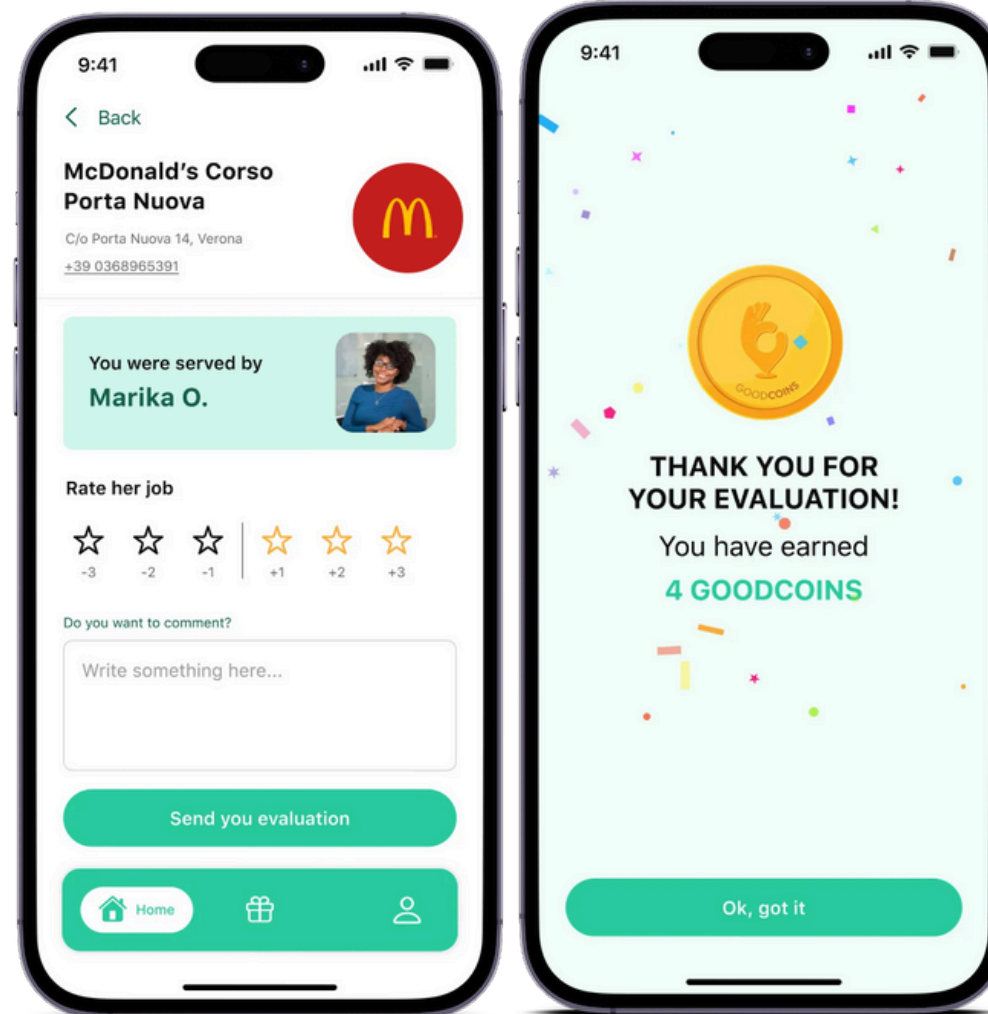 9:41
Back
McDonald's Corso
Porta Nuova
C/o Porta Nuova 14, Verona
+39 0368965391
You were served by
Marika O.
Rate her job
-3 -2 -1 +1 +2 +3
Do you want to comment?
Write something here...
Send you evaluation
Home
9:41
GOODCOINS
THANK YOU FOR
YOUR EVALUATION!
You have earned
4 GOODCOINS
Ok, got it